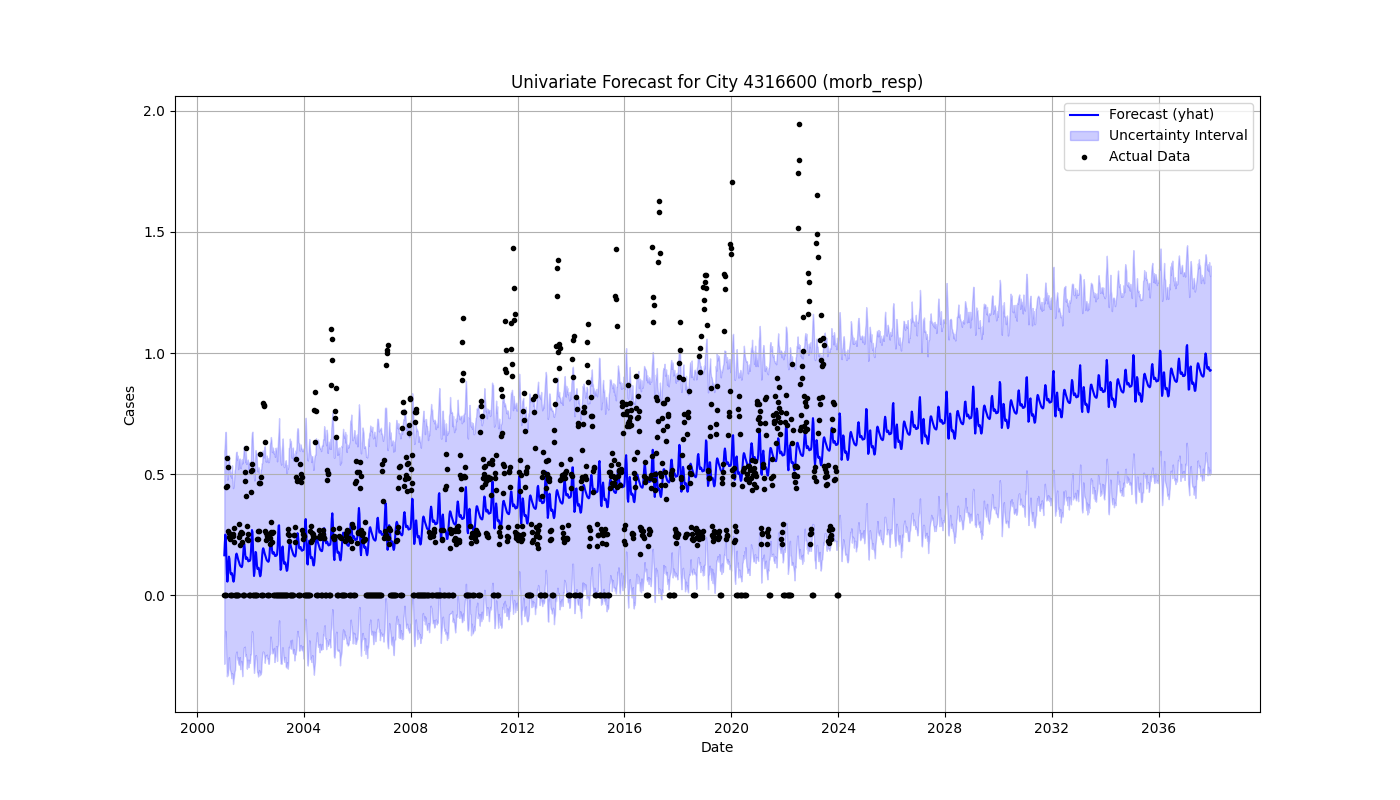 Univariate Forecast for City 4316600 (morb_resp)
Forecast (yhat)
Uncertainty Interval
Actual Data
Cases
2.0
1.5
1.0
0.5
0.0
2000 2004 2008 2012 2016 2020 2024 2028 2032 2036
Date